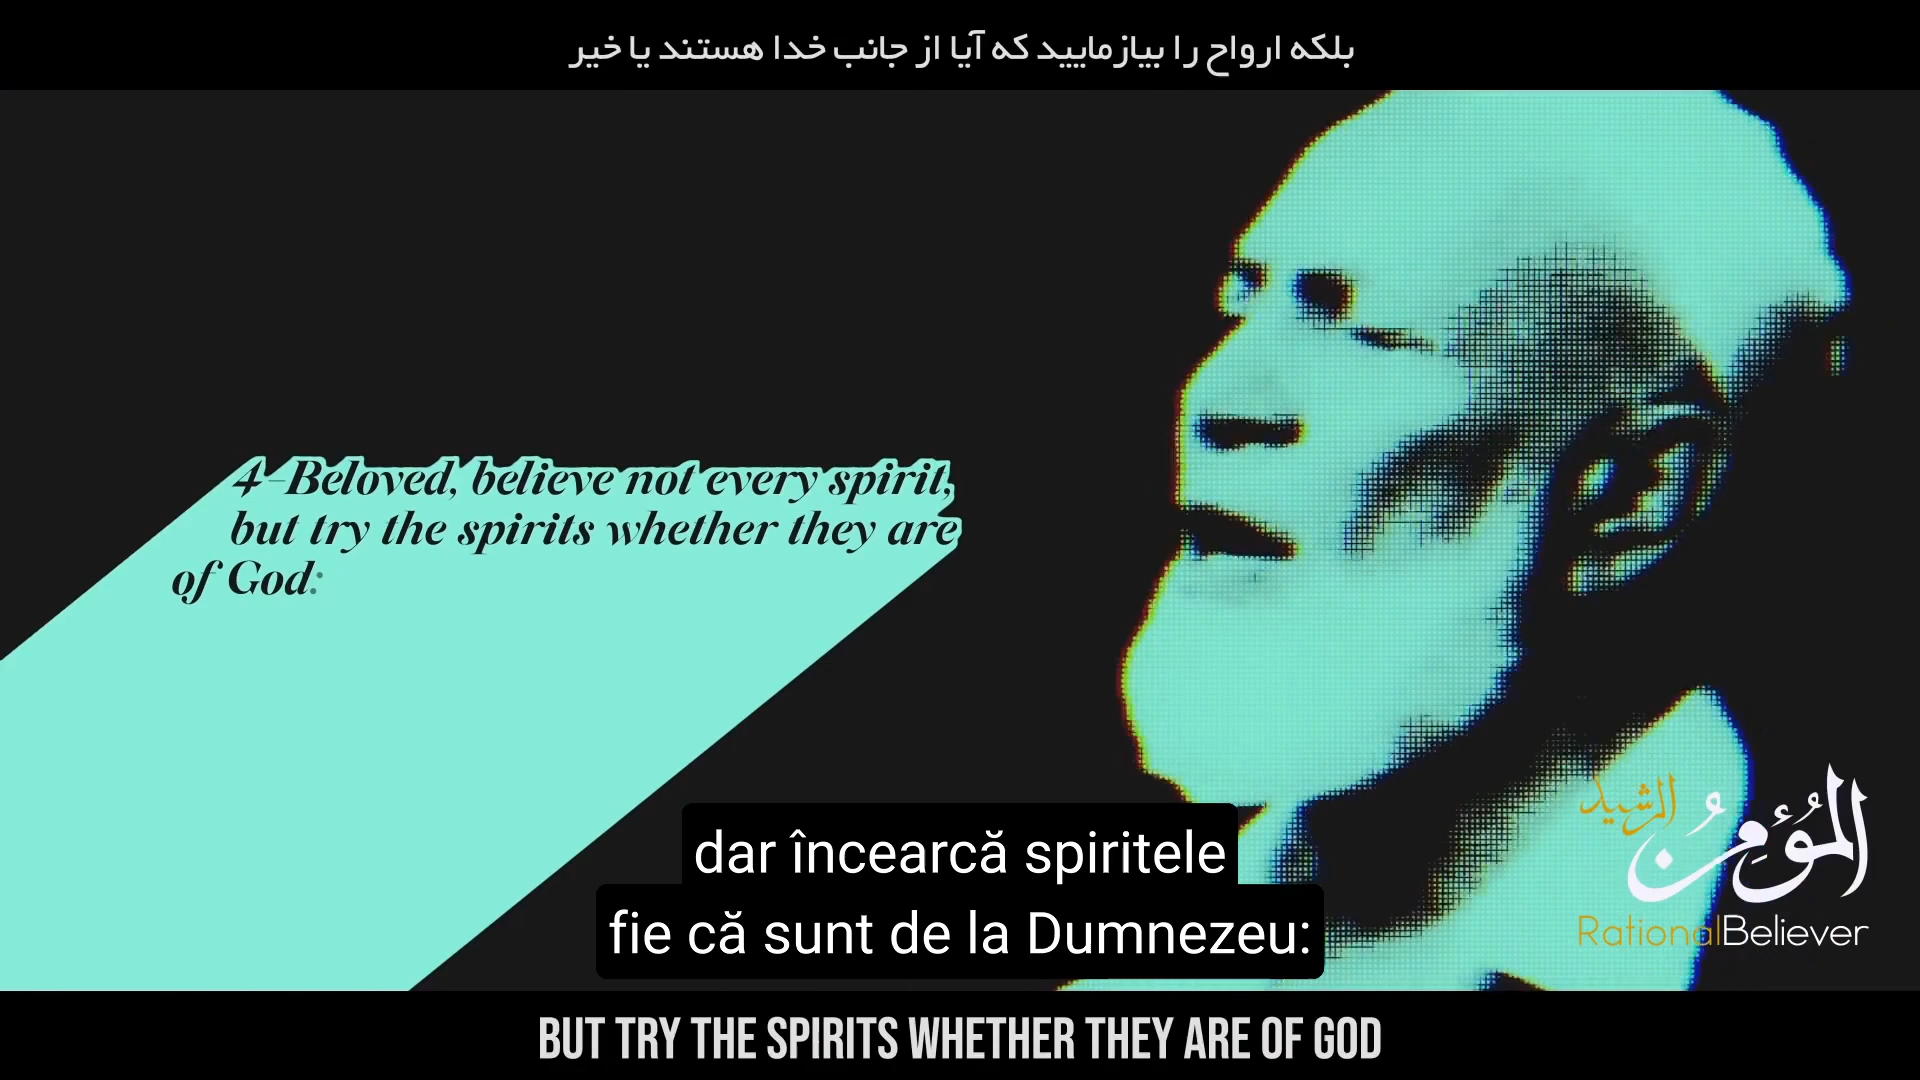 بلکه ارواح را بیازمایید که آیا از جانب خدا هستند یا خیر
4-Beloved, believe not every spirit,
but try the spirits whether they are
of God:
dar încearcă spiritele
fie că sunt de la Dumnezeu:
المؤمن الرشيد
RationalBeliever
BUT TRY THE SPIRITS WHETHER THEY ARE OF GOD